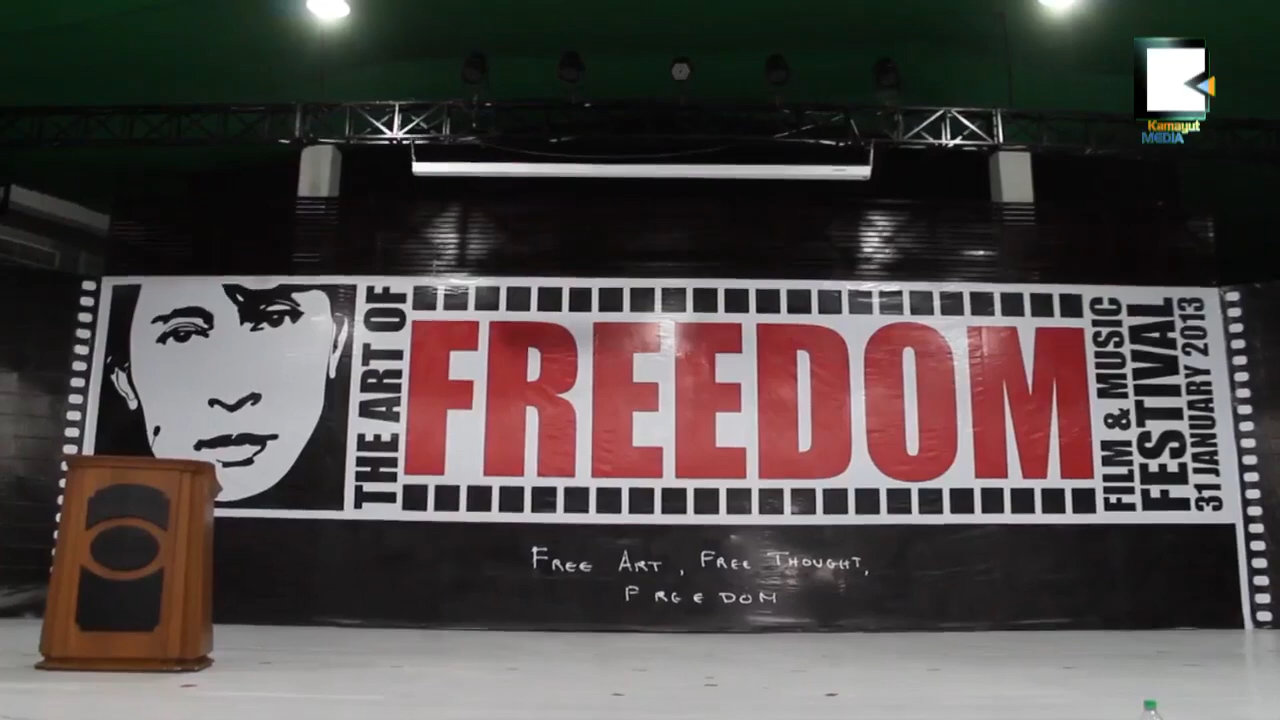 Kamayut
MEDIA
THE ART OF
FREEDOM
FILM & MUSIC
FESTIVAL
31 JANUARY 2013
FREE ART, FREE THOUGHT,
FREEDOM